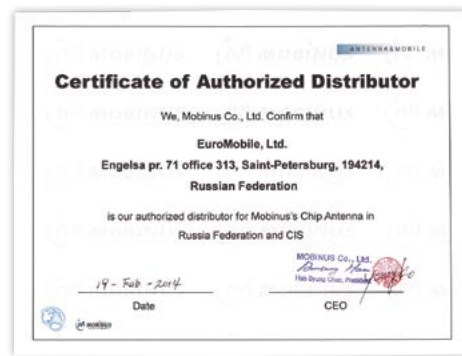 ANTENNA&MOBILE
Certificate of Authorized Distributor
We, Mobinus Co., Ltd. Confirm that
EuroMobile, Ltd.
Engelsa pr. 71 office 313, Saint-Petersburg, 194214,
Russian Federation
is our authorized distributor for Mobinus's Chip Antenna in
Russia Federation and CIS
MOBINUS Co., Ltd.
19 - Feb - 2014
Date
CEO
mobinus